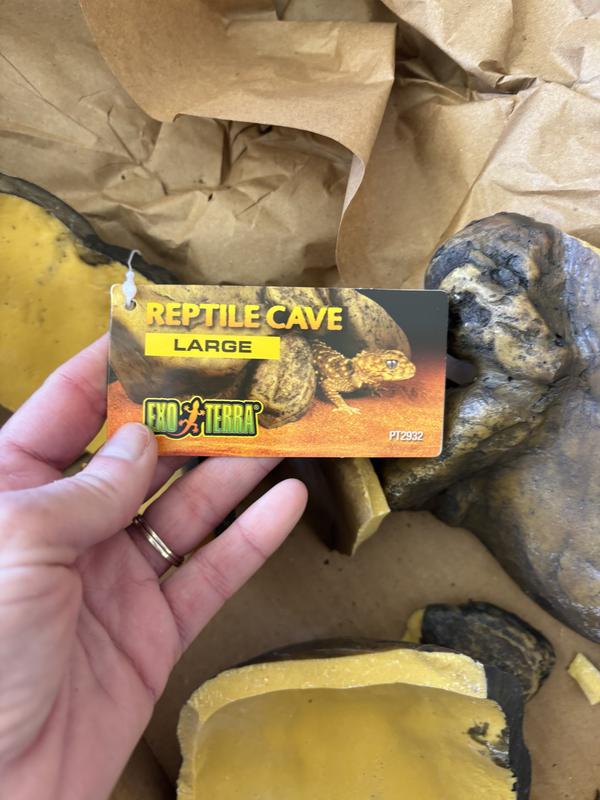 REPTILE CAVE
LARGE
EXO TERRA®
PT2932